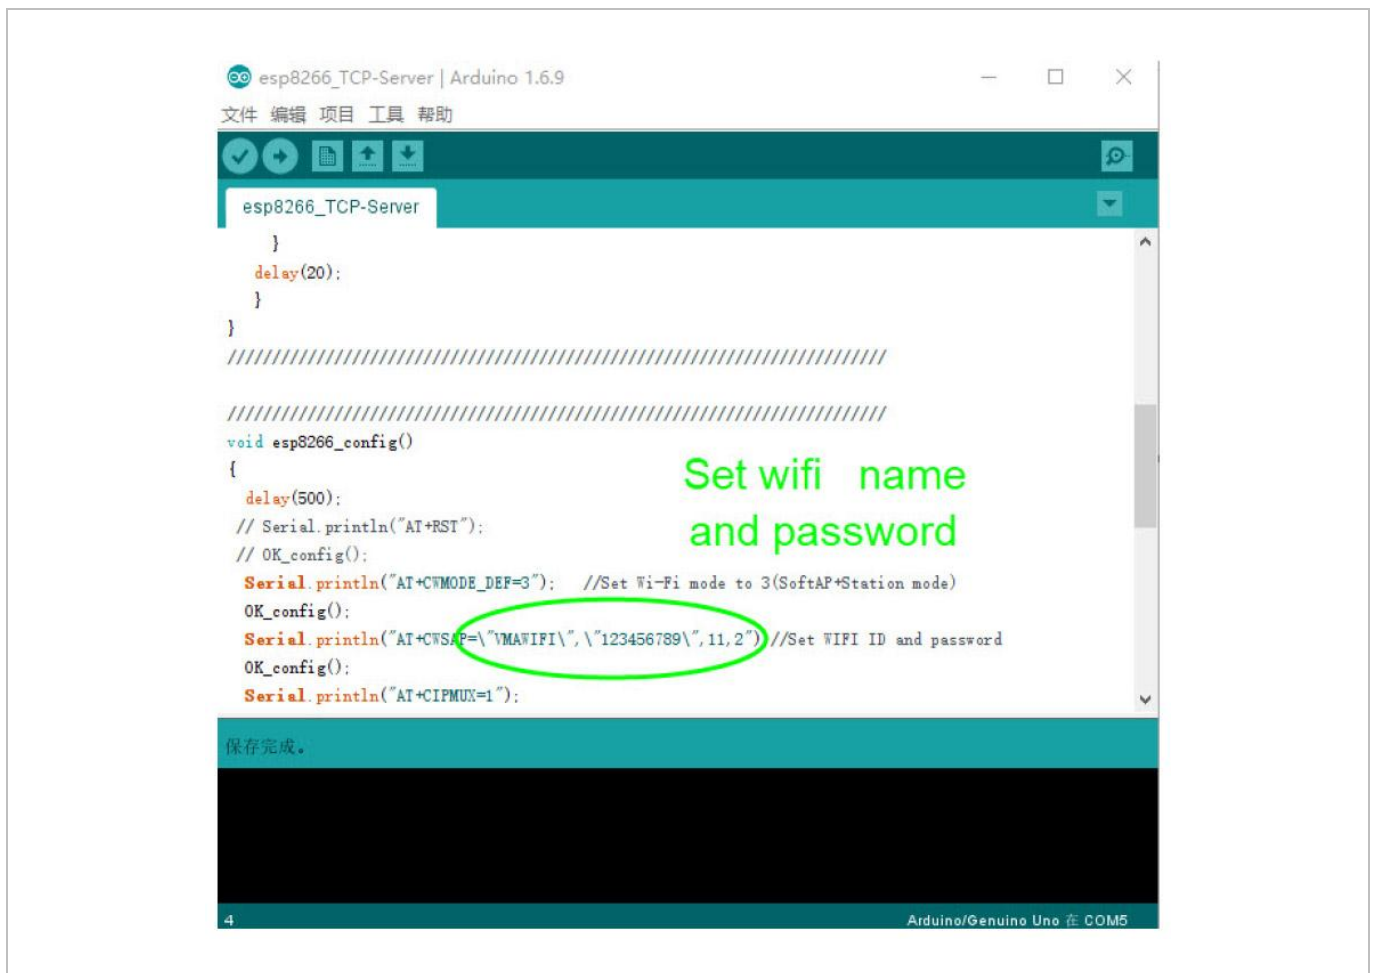 esp8266_TCP-Server | Arduino 1.6.9
文件 编辑 项目 工具 帮助
esp8266_TCP-Server
}
delay(20);
}
}
//////////////////////////////////////////////////////////////////////////
//////////////////////////////////////////////////////////////////////////
void esp8266_config()
{
Set wifi name
and password
delay(500);
// Serial.println("AT+RST");
// OK_config();
Serial.println("AT+CWMODE_DEF=3"); //Set Wi-Fi mode to 3(SoftAP+Station mode)
OK_config();
Serial.println("AT+CWSAP=\"VMAWIFI\",\"123456789\",11,2") //Set WIFI ID and password
OK_config();
Serial.println("AT+CIPMUX=1");
保存完成。
4
Arduino/Genuino Uno 在 COM5